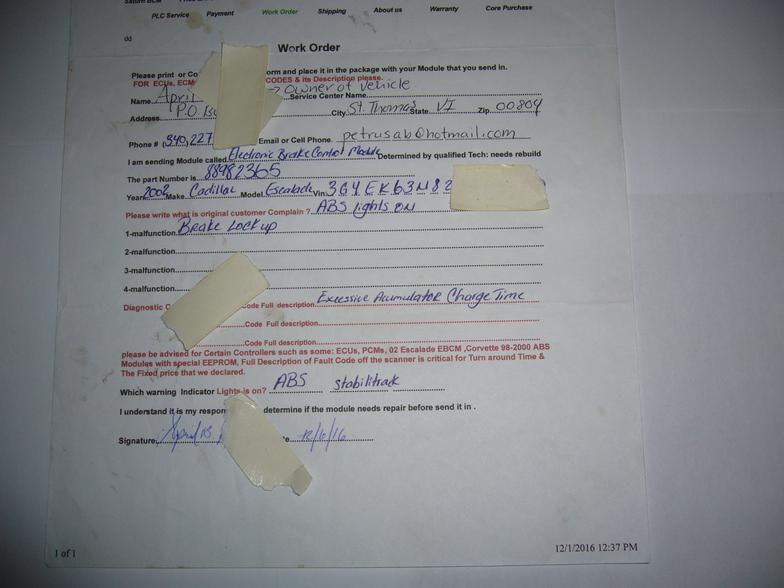 PLC Service Payment Work Order Shipping About us Warranty Core Purchase
dd
Work Order
Please print or Co orm and place it in the package with your Module that you send in.
FOR ECUs, ECM CODES & its Description please.
Name April → Owner of vehicle Service Center Name
Address P.O. City St. Thomas State VI Zip 00804
Phone # (340, 227 Email or Cell Phone petrusab@hotmail.com
I am sending Module called Electronic Brake Control Module Determined by qualified Tech: needs rebuild
The part Number is 88982365
Year 2002 Make Cadillac Model Escalade Vin 3GYEK63N82
Please write what is original customer Complain ? ABS lights ON
1-malfunction Brake Lock up
2-malfunction
3-malfunction
4-malfunction
Diagnostic C Code Full description Excessive Acumulator Charge Time
Code Full description
Code Full description
please be advised for Certain Controllers such as some: ECUs, PCMs, 02 Escalade EBCM ,Corvette 98-2000 ABS
Modules with special EEPROM, Full Description of Fault Code off the scanner is critical for Turn around Time &
The Fixed price that we declared.
Which warning Indicator Lights is on? ABS stabilitrack
I understand it is my respon determine if the module needs repair before send it in .
Signature: April B te 12/6/16
1 of 1 12/1/2016 12:37 PM